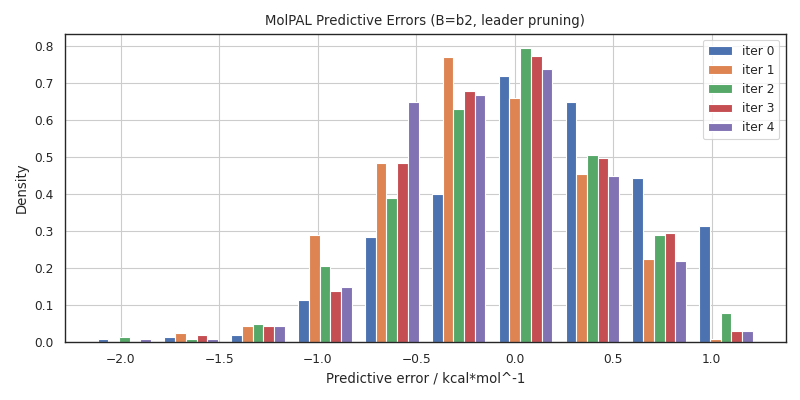 MolPAL Predictive Errors (B=b2, leader pruning)
iter 0
iter 1
iter 2
iter 3
iter 4
Density
0.8
0.7
0.6
0.5
0.4
0.3
0.2
0.1
0.0
−2.0 −1.5 −1.0 −0.5 0.0 0.5 1.0
Predictive error / kcal*mol^-1